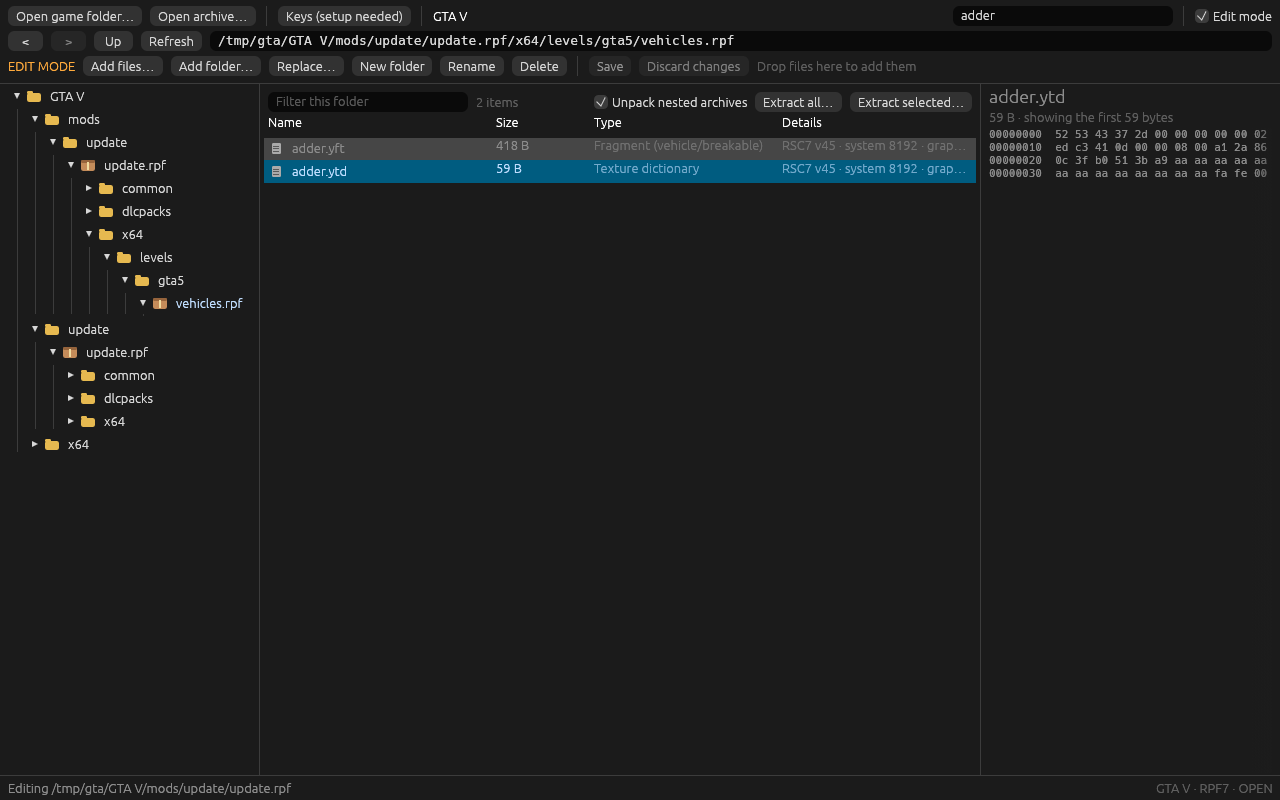 Open game folder… Open archive… Keys (setup needed) GTA V adder Edit mode
< > Up Refresh /tmp/gta/GTA V/mods/update/update.rpf/x64/levels/gta5/vehicles.rpf
EDIT MODE Add files… Add folder… Replace… New folder Rename Delete Save Discard changes Drop files here to add them
GTA V
mods
update
update.rpf
common
dlcpacks
x64
levels
gta5
vehicles.rpf
update
update.rpf
common
dlcpacks
x64
x64
Filter this folder 2 items Unpack nested archives Extract all… Extract selected…
Name Size Type Details
adder.yft 418 B Fragment (vehicle/breakable) RSC7 v45 · system 8192 · grap…
adder.ytd 59 B Texture dictionary RSC7 v45 · system 8192 · grap…
adder.ytd
59 B · showing the first 59 bytes
00000000 52 53 43 37 2d 00 00 00 00 00 02
00000010 ed c3 41 0d 00 00 08 00 a1 2a 86
00000020 0c 3f b0 51 3b a9 aa aa aa aa aa
00000030 aa aa aa aa aa aa aa aa fa fe 00
Editing /tmp/gta/GTA V/mods/update/update.rpf GTA V · RPF7 · OPEN